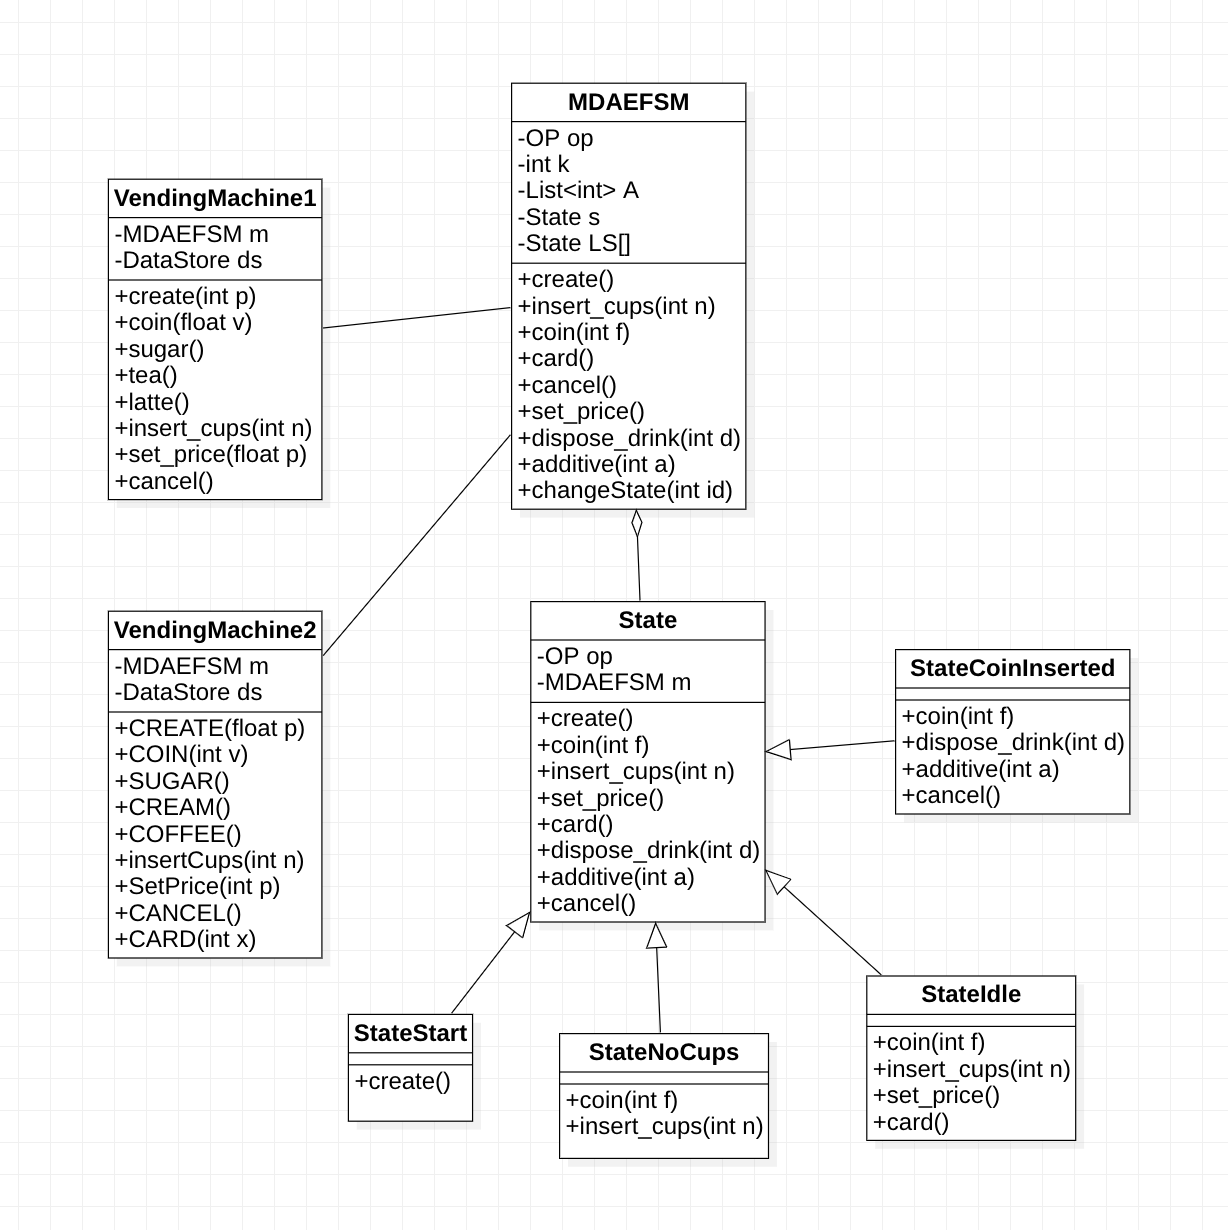 MDAEFSM
-OP op
-int k
-List<int> A
-State s
-State LS[]
+create()
+insert_cups(int n)
+coin(int f)
+card()
+cancel()
+set_price()
+dispose_drink(int d)
+additive(int a)
+changeState(int id)
VendingMachine1
-MDAEFSM m
-DataStore ds
+create(int p)
+coin(float v)
+sugar()
+tea()
+latte()
+insert_cups(int n)
+set_price(float p)
+cancel()
VendingMachine2
-MDAEFSM m
-DataStore ds
+CREATE(float p)
+COIN(int v)
+SUGAR()
+CREAM()
+COFFEE()
+insertCups(int n)
+SetPrice(int p)
+CANCEL()
+CARD(int x)
State
-OP op
-MDAEFSM m
+create()
+coin(int f)
+insert_cups(int n)
+set_price()
+card()
+dispose_drink(int d)
+additive(int a)
+cancel()
StateCoinInserted
+coin(int f)
+dispose_drink(int d)
+additive(int a)
+cancel()
StateStart
+create()
StateNoCups
+coin(int f)
+insert_cups(int n)
StateIdle
+coin(int f)
+insert_cups(int n)
+set_price()
+card()